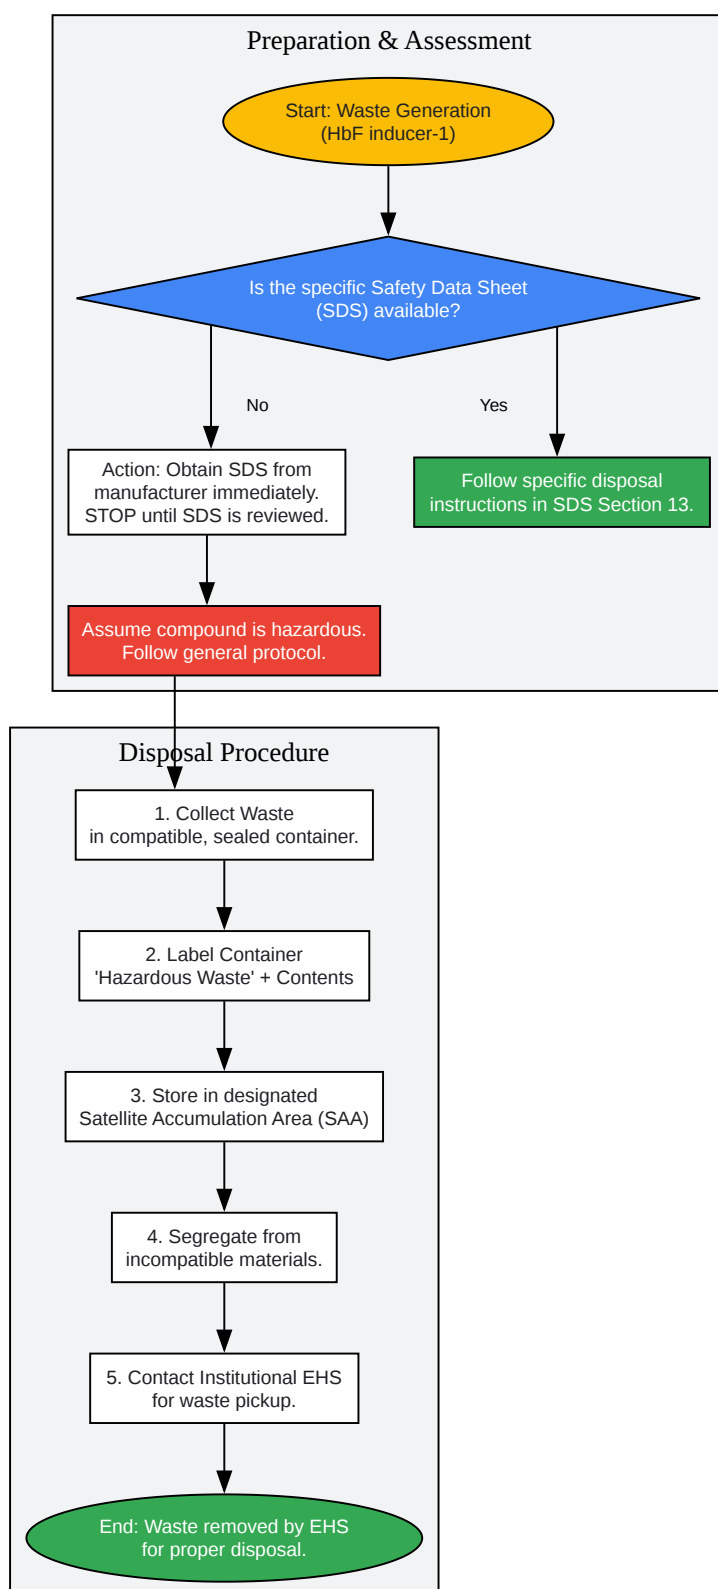 Preparation & Assessment
Start: Waste Generation
(HbF inducer-1)
Is the specific Safety Data Sheet
(SDS) available?
No
Yes
Action: Obtain SDS from
manufacturer immediately.
STOP until SDS is reviewed.
Follow specific disposal
instructions in SDS Section 13.
Assume compound is hazardous.
Follow general protocol.
Disposal Procedure
1. Collect Waste
in compatible, sealed container.
2. Label Container
'Hazardous Waste' + Contents
3. Store in designated
Satellite Accumulation Area (SAA)
4. Segregate from
incompatible materials.
5. Contact Institutional EHS
for waste pickup.
End: Waste removed by EHS
for proper disposal.